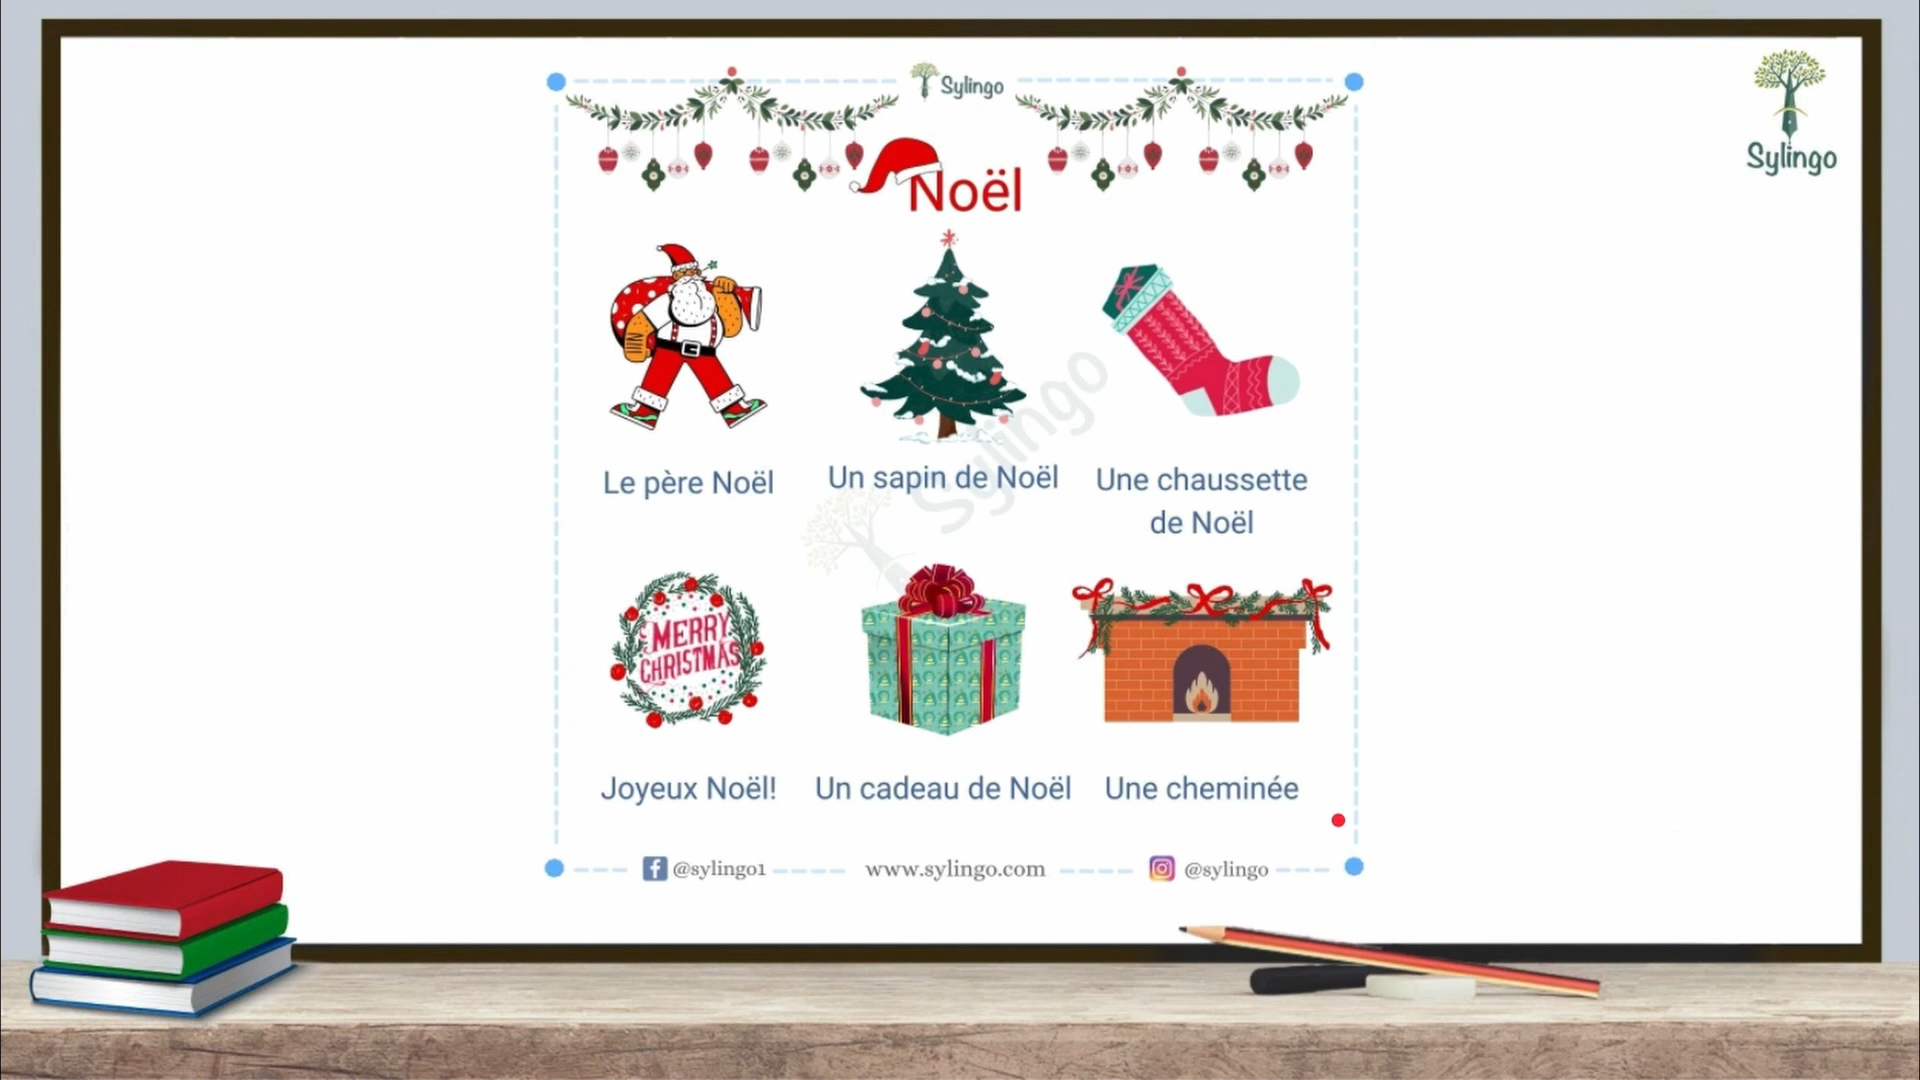 Sylingo
Sylingo
Noël
Le père Noël
Un sapin de Noël
Une chaussette
de Noël
Sylingo
MERRY
CHRISTMAS
Joyeux Noël!
Un cadeau de Noël
Une cheminée
@sylingo1
www.sylingo.com
@sylingo